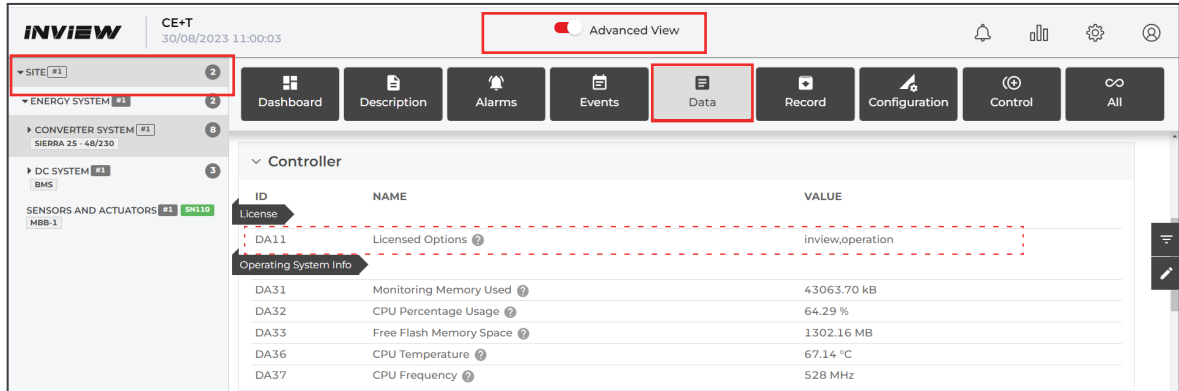 INVIEW
CE+T
30/08/2023 11:00:03
Advanced View
SITE #1 2
ENERGY SYSTEM #1 2
CONVERTER SYSTEM #1 8
SIERRA 25 - 48/230
DC SYSTEM #1 3
BMS
SENSORS AND ACTUATORS #1 SN110
MBB-1
Dashboard Description Alarms Events Data Record Configuration Control All
Controller
ID NAME VALUE
License
DA11 Licensed Options ? inview,operation
Operating System Info
DA31 Monitoring Memory Used ? 43063.70 kB
DA32 CPU Percentage Usage ? 64.29 %
DA33 Free Flash Memory Space ? 1302.16 MB
DA36 CPU Temperature ? 67.14 °C
DA37 CPU Frequency ? 528 MHz